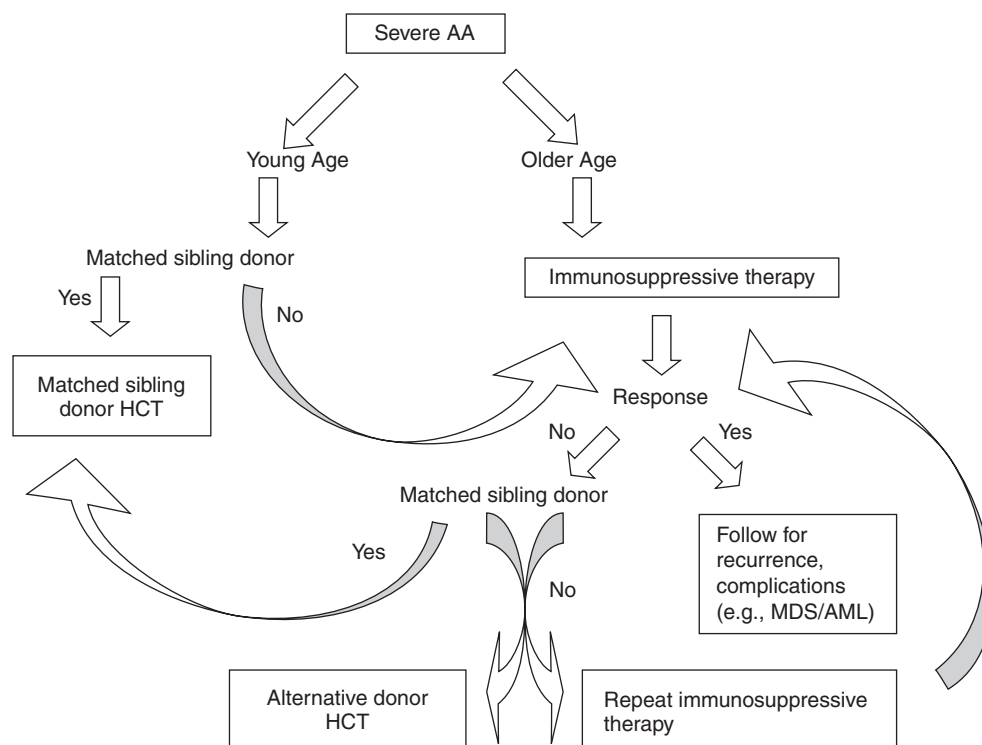 Severe AA
Young Age
Older Age
Matched sibling donor
Immunosuppressive therapy
Yes
No
Matched sibling
donor HCT
Response
No
Yes
Matched sibling donor
Yes
No
Follow for
recurrence,
complications
(e.g., MDS/AML)
Alternative donor
HCT
Repeat immunosuppressive
therapy